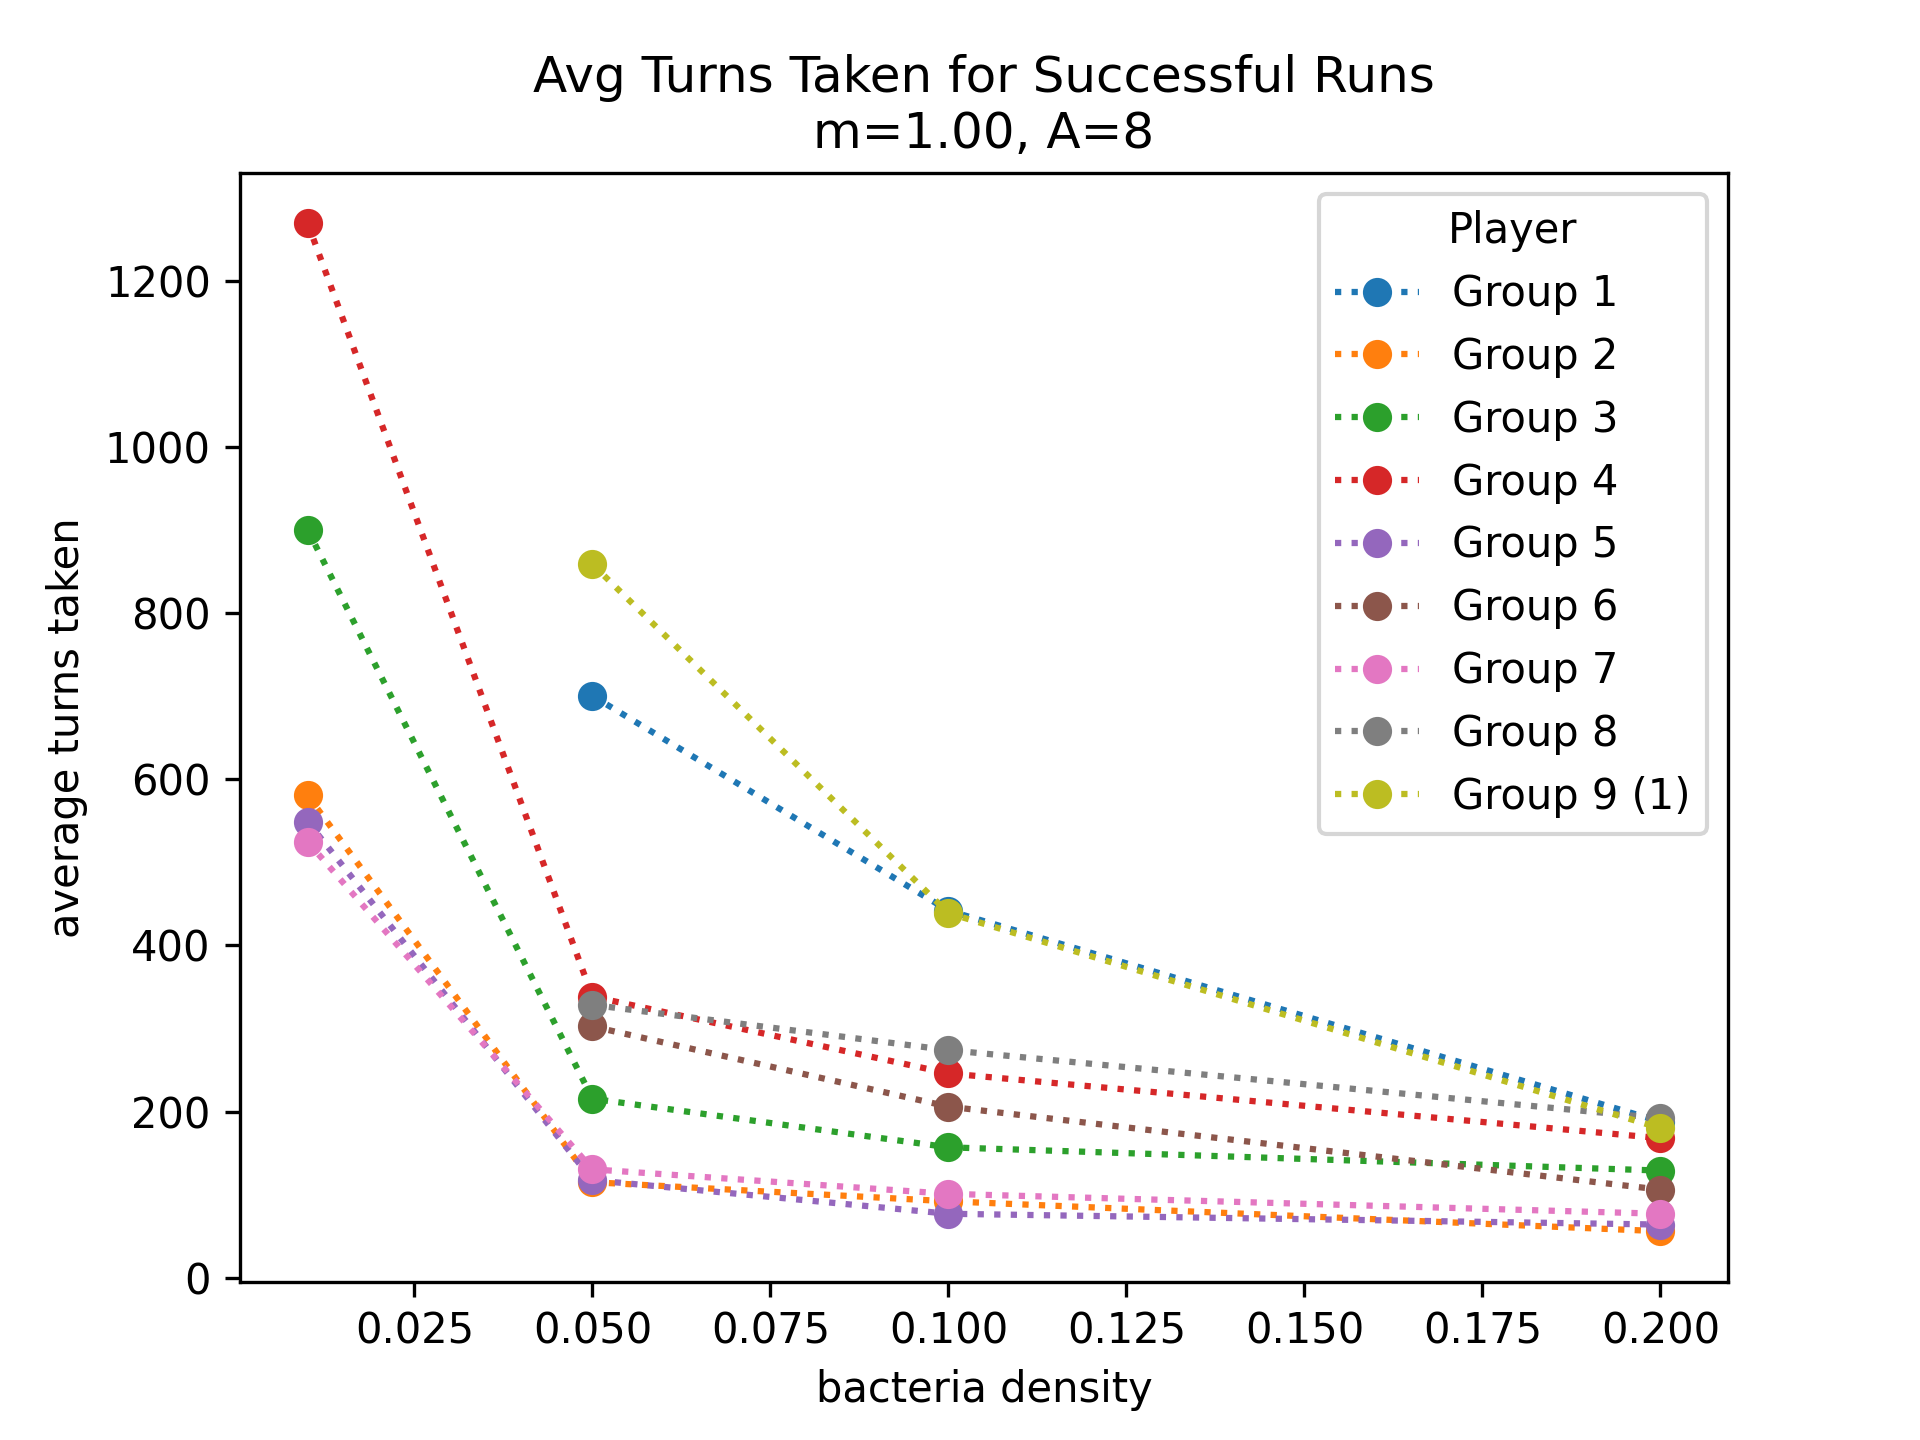 Avg Turns Taken for Successful Runs
m=1.00, A=8
Player
Group 1
Group 2
Group 3
Group 4
Group 5
Group 6
Group 7
Group 8
Group 9 (1)
average turns taken
1200
1000
800
600
400
200
0
0.025 0.050 0.075 0.100 0.125 0.150 0.175 0.200
bacteria density